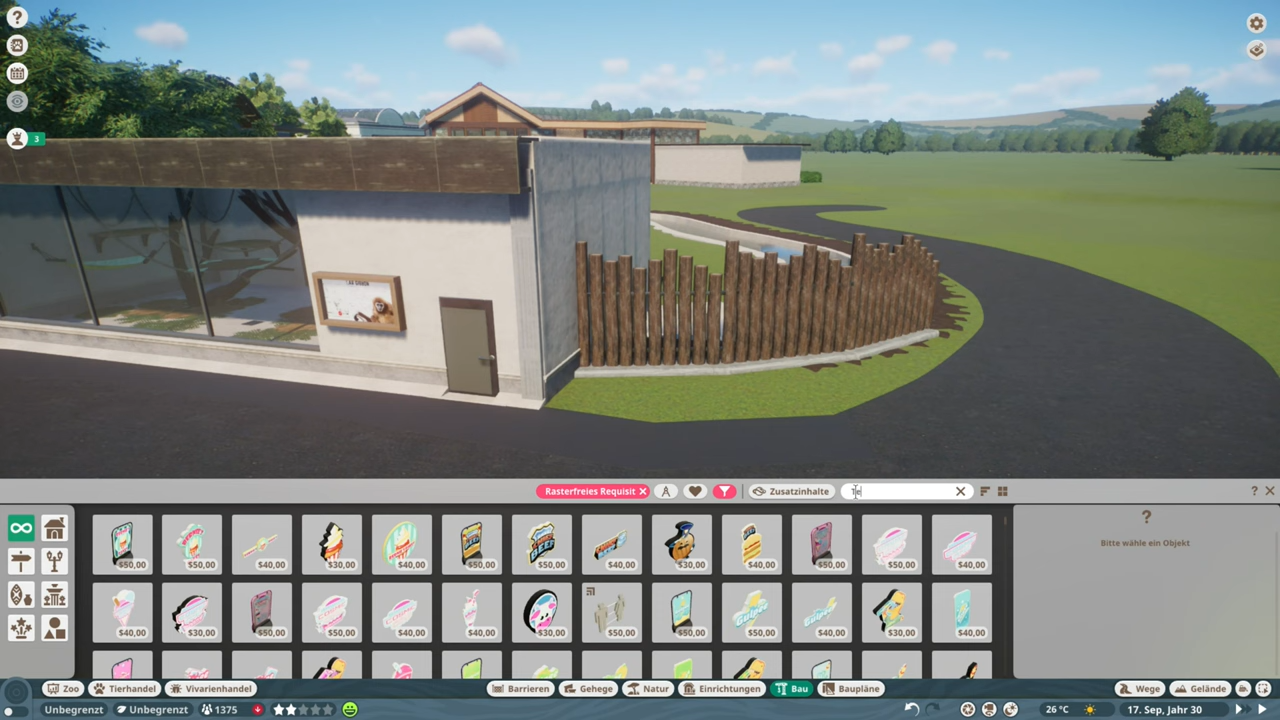 3
LAR GIBBON
Rasterfreies Requisit
Zusatzinhalte
Te
?
$50,00 $50,00 $40,00 $30,00 $40,00 $50,00 $50,00 $40,00 $30,00 $40,00 $50,00 $50,00 $40,00
?
Bitte wähle ein Objekt
$40,00 $30,00 $50,00 $50,00 $40,00 $40,00 $30,00 $50,00 $50,00 $50,00 $40,00 $30,00 $40,00
Zoo Tierhandel Vivarienhandel Barrieren Gehege Natur Einrichtungen Bau Baupläne Wege Gelände
Unbegrenzt Unbegrenzt 1375 26 °C 17. Sep, Jahr 30